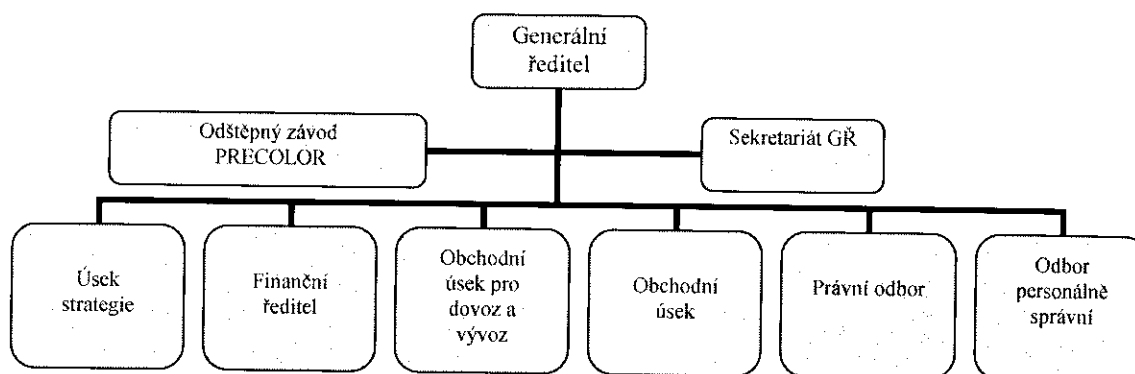 Generální
ředitel
Odštěpný závod
PRECOLOR
Sekretariát GŘ
Úsek
strategie
Finanční
ředitel
Obchodní
úsek pro
dovoz a
vývoz
Obchodní
úsek
Právní odbor
Odbor
personálně
správní